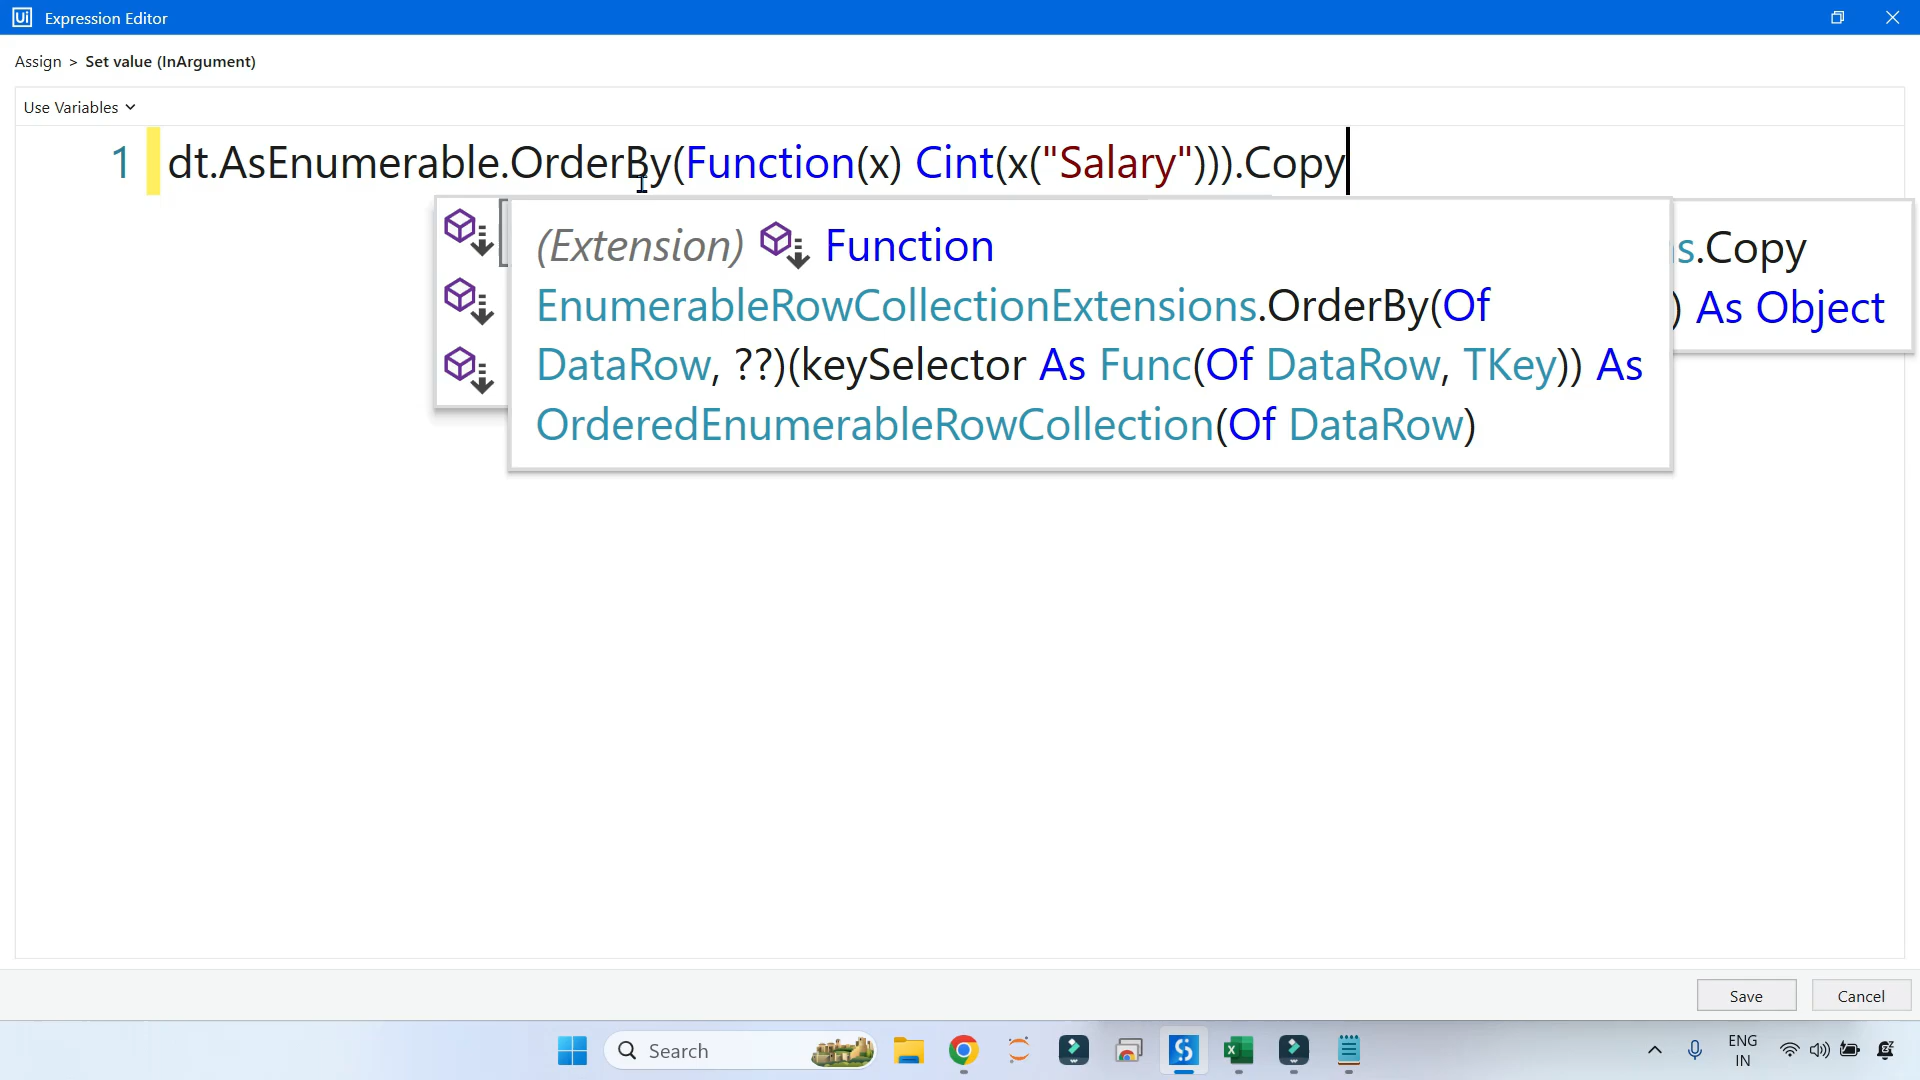 Ui Expression Editor
Assign > Set value (InArgument)
Use Variables
1 dt.AsEnumerable.OrderBy(Function(x) Cint(x("Salary"))).Copy
(Extension) Function
EnumerableRowCollectionExtensions.OrderBy(Of
DataRow, ??)(keySelector As Func(Of DataRow, TKey)) As
OrderedEnumerableRowCollection(Of DataRow)
s.Copy
) As Object
Save Cancel
Search
ENG
IN